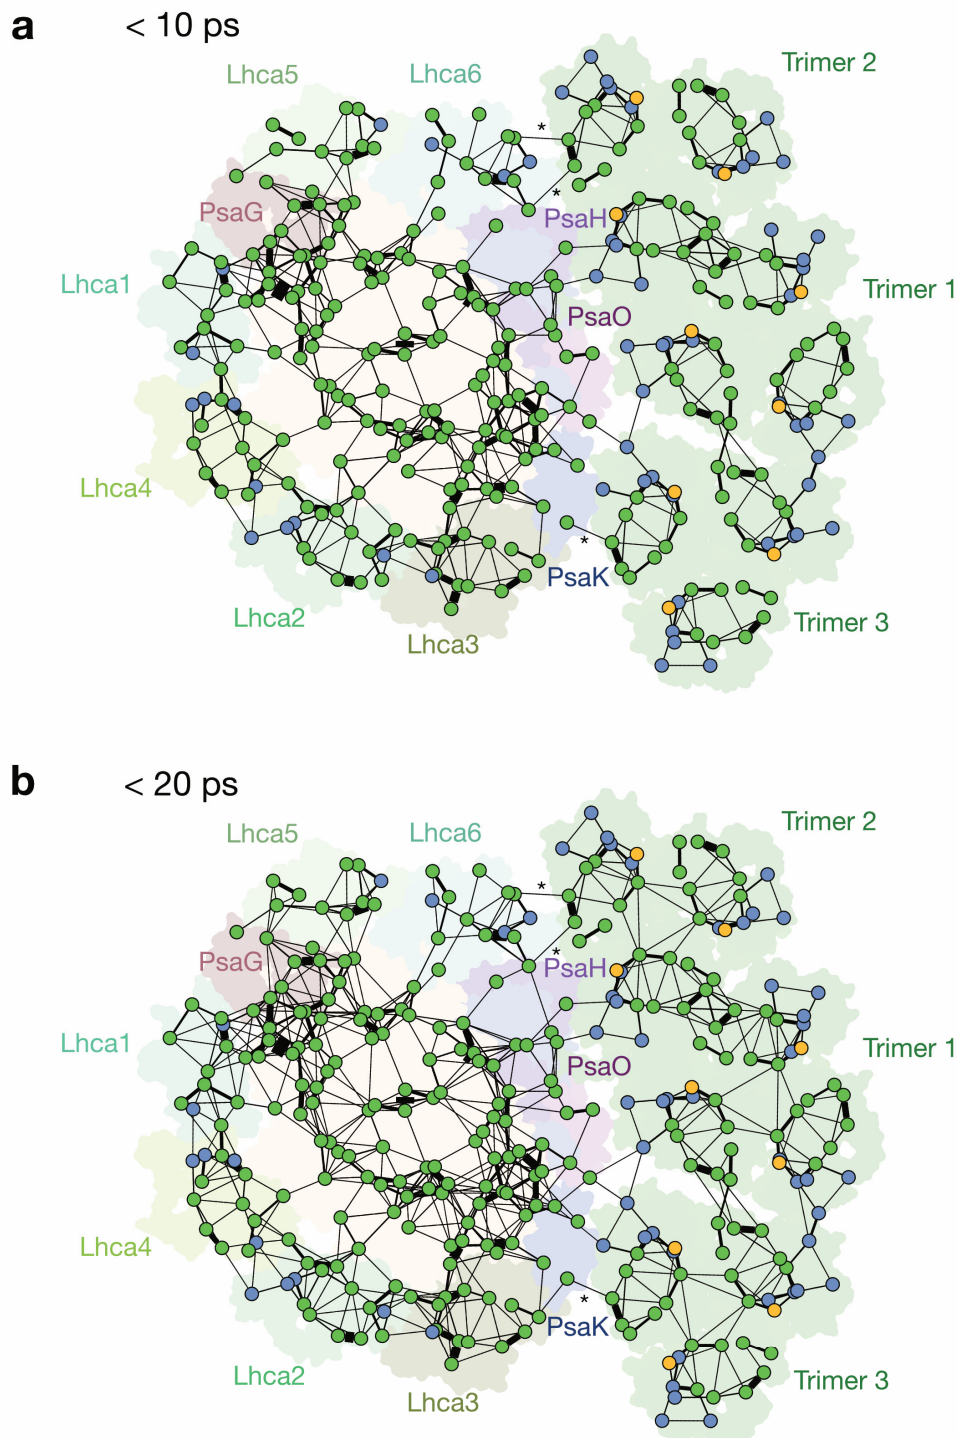 a < 10 ps
Lhca5 Lhca6 Trimer 2
*
*
PsaG PsaH
Lhca1 Trimer 1
PsaO
Lhca4
*
PsaK
Lhca2 Trimer 3
Lhca3
b < 20 ps
Lhca5 Lhca6 Trimer 2
*
*
PsaG PsaH
Lhca1 Trimer 1
PsaO
Lhca4
*
PsaK
Lhca2 Trimer 3
Lhca3